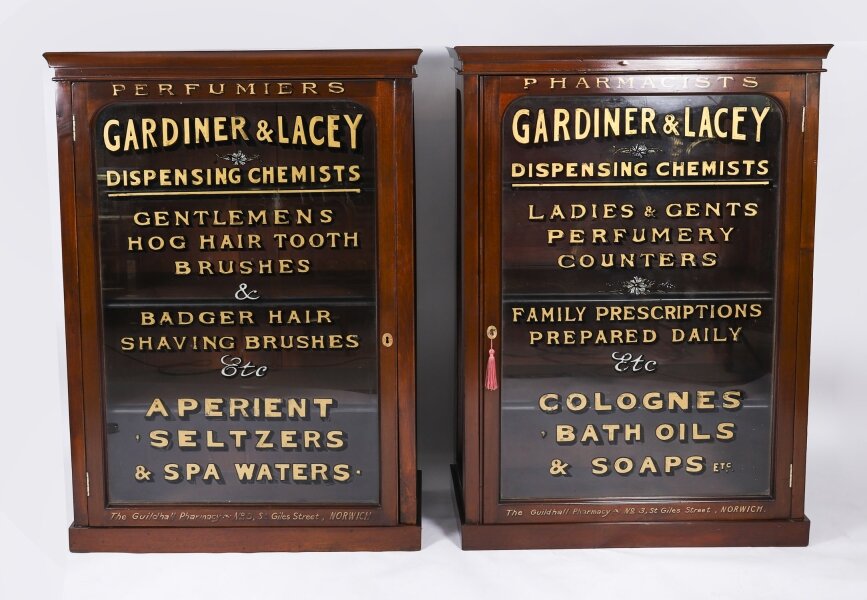 PERFUMIERS
GARDINER & LACEY
DISPENSING CHEMISTS
GENTLEMENS
HOG HAIR TOOTH
BRUSHES
&
BADGER HAIR
SHAVING BRUSHES
Etc
APERIENT
SELTZERS
& SPA WATERS
The Guildhall Pharmacy No 3, St Giles Street, NORWICH.
PHARMACISTS
GARDINER & LACEY
DISPENSING CHEMISTS
LADIES & GENTS
PERFUMERY
COUNTERS
FAMILY PRESCRIPTIONS
PREPARED DAILY
Etc
COLOGNES
BATH OILS
& SOAPS ETC
The Guildhall Pharmacy No 3, St Giles Street, NORWICH.